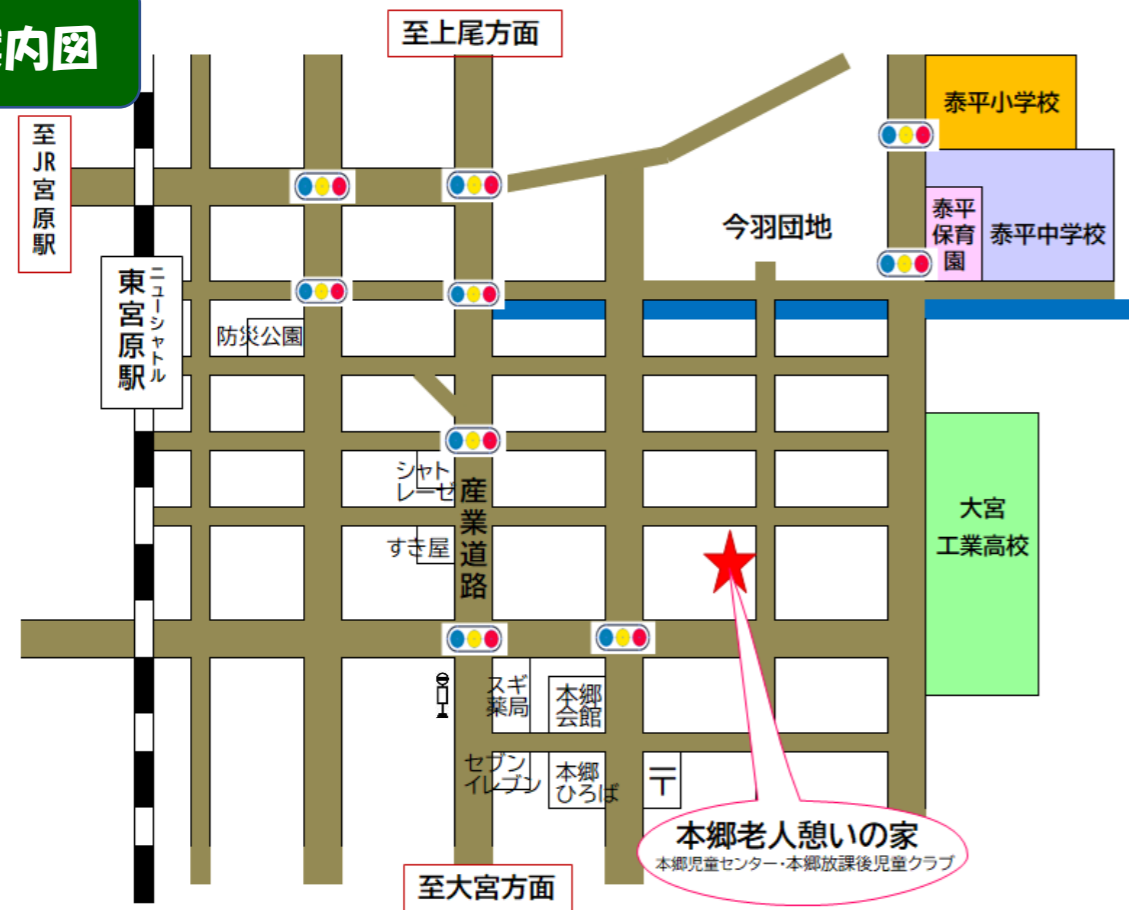 内図
至上尾方面
至JR宮原駅
泰平小学校
泰平保育園
泰平中学校
今羽団地
ニューシャトル
東宮原駅
防災公園
シャト
レーゼ
産業道路
すき屋
大宮
工業高校
スギ
薬局
本郷
会館
セブン
イレブン
本郷
ひろば
〒
本郷老人憩いの家
本郷児童センター・本郷放課後児童クラブ
至大宮方面